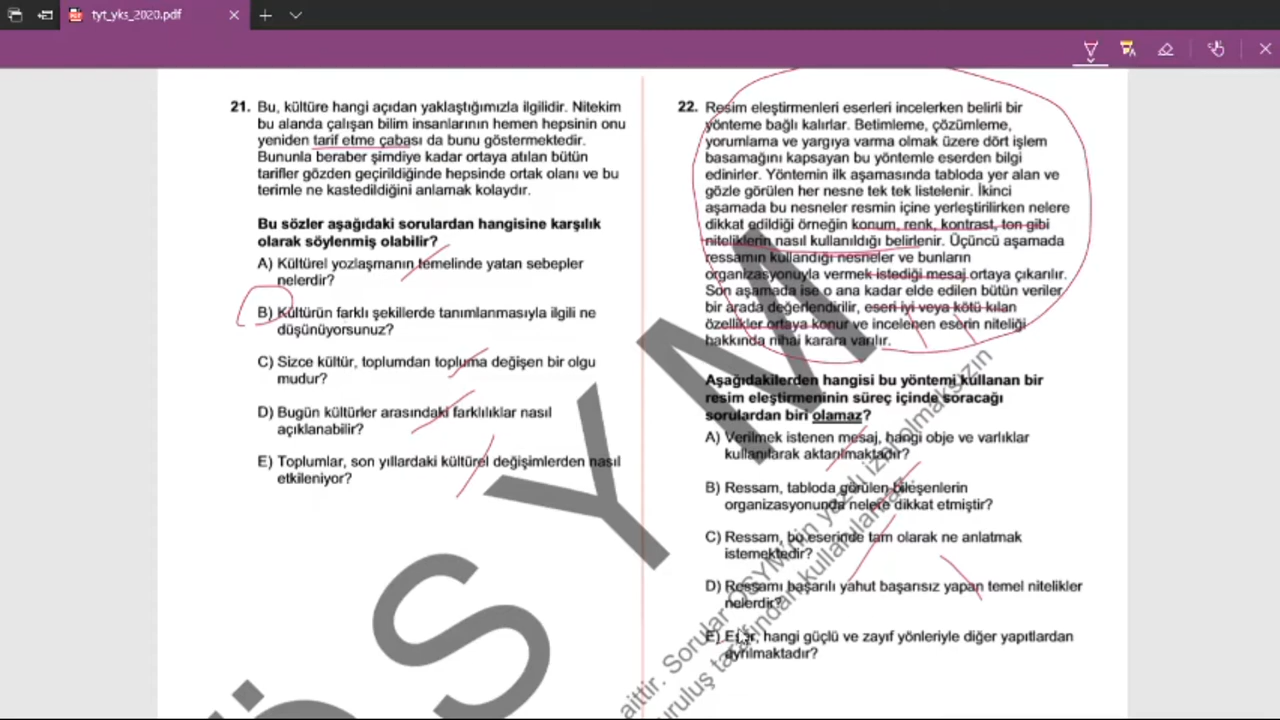 tyt_yks_2020.pdf
21. Bu, kültüre hangi açıdan yaklaştığımızla ilgilidir. Nitekim
bu alanda çalışan bilim insanlarının hemen hepsinin onu
yeniden tarif etme çabası da bunu göstermektedir.
Bununla beraber şimdiye kadar ortaya atılan bütün
tarifler gözden geçirildiğinde hepsinde ortak olanı ve bu
terimle ne kastedildiğini anlamak kolaydır.
Bu sözler aşağıdaki sorulardan hangisine karşılık
olarak söylenmiş olabilir?
A) Kültürel yozlaşmanın temelinde yatan sebepler
nelerdir?
B) Kültürün farklı şekillerde tanımlanmasıyla ilgili ne
düşünüyorsunuz?
C) Sizce kültür, toplumdan topluma değişen bir olgu
mudur?
D) Bugün kültürler arasındaki farklılıklar nasıl
açıklanabilir?
E) Toplumlar, son yıllardaki kültürel değişimlerden nasıl
etkileniyor?
22. Resim eleştirmenleri eserleri incelerken belirli bir
yönteme bağlı kalırlar. Betimleme, çözümleme,
yorumlama ve yargıya varma olmak üzere dört işlem
basamağını kapsayan bu yöntemle eserden bilgi
edinirler. Yöntemin ilk aşamasında tabloda yer alan ve
gözle görülen her nesne tek tek listelenir. İkinci
aşamada bu nesneler resmin içine yerleştirilirken nelere
dikkat edildiği örneğin konum, renk, kontrast, ton gibi
niteliklerin nasıl kullanıldığı belirlenir. Üçüncü aşamada
ressamın kullandığı nesneler ve bunların
organizasyonuyla vermek istediği mesaj ortaya çıkarılır.
Son aşamada ise o ana kadar elde edilen bütün veriler
bir arada değerlendirilir, eseri iyi veya kötü kılan
özellikler ortaya konur ve incelenen eserin niteliği
hakkında nihai karara varılır.
Aşağıdakilerden hangisi bu yöntemi kullanan bir
resim eleştirmeninin süreç içinde soracağı
sorulardan biri olamaz?
A) Verilmek istenen mesaj, hangi obje ve varlıklar
kullanılarak aktarılmaktadır?
B) Ressam, tabloda görülen bileşenlerin
organizasyonunda nelere dikkat etmiştir?
C) Ressam, bu eserinde tam olarak ne anlatmak
istemektedir?
D) Ressamı başarılı yahut başarısız yapan temel nitelikler
nelerdir?
E) Eser, hangi güçlü ve zayıf yönleriyle diğer yapıtlardan
ayrılmaktadır?
ÖSYM
aittir. Sorular ÖSYM'nin yazılı izni olmaksızın
kuruluş tarafından kullanılamaz.